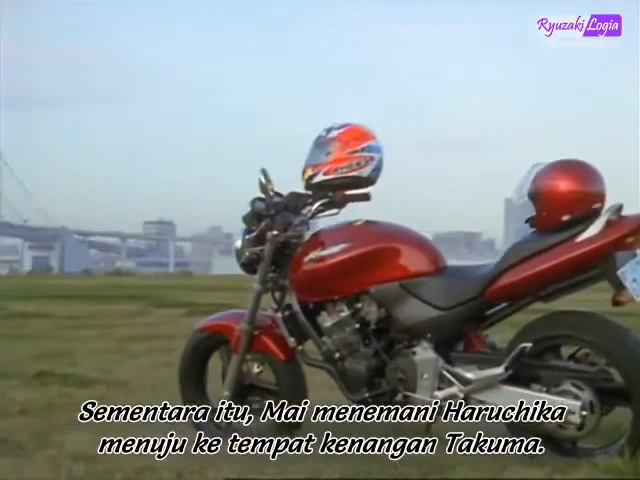 Ryuzaki Logia
Sementara itu, Mai menemani Haruchika
menuju ke tempat kenangan Takuma.